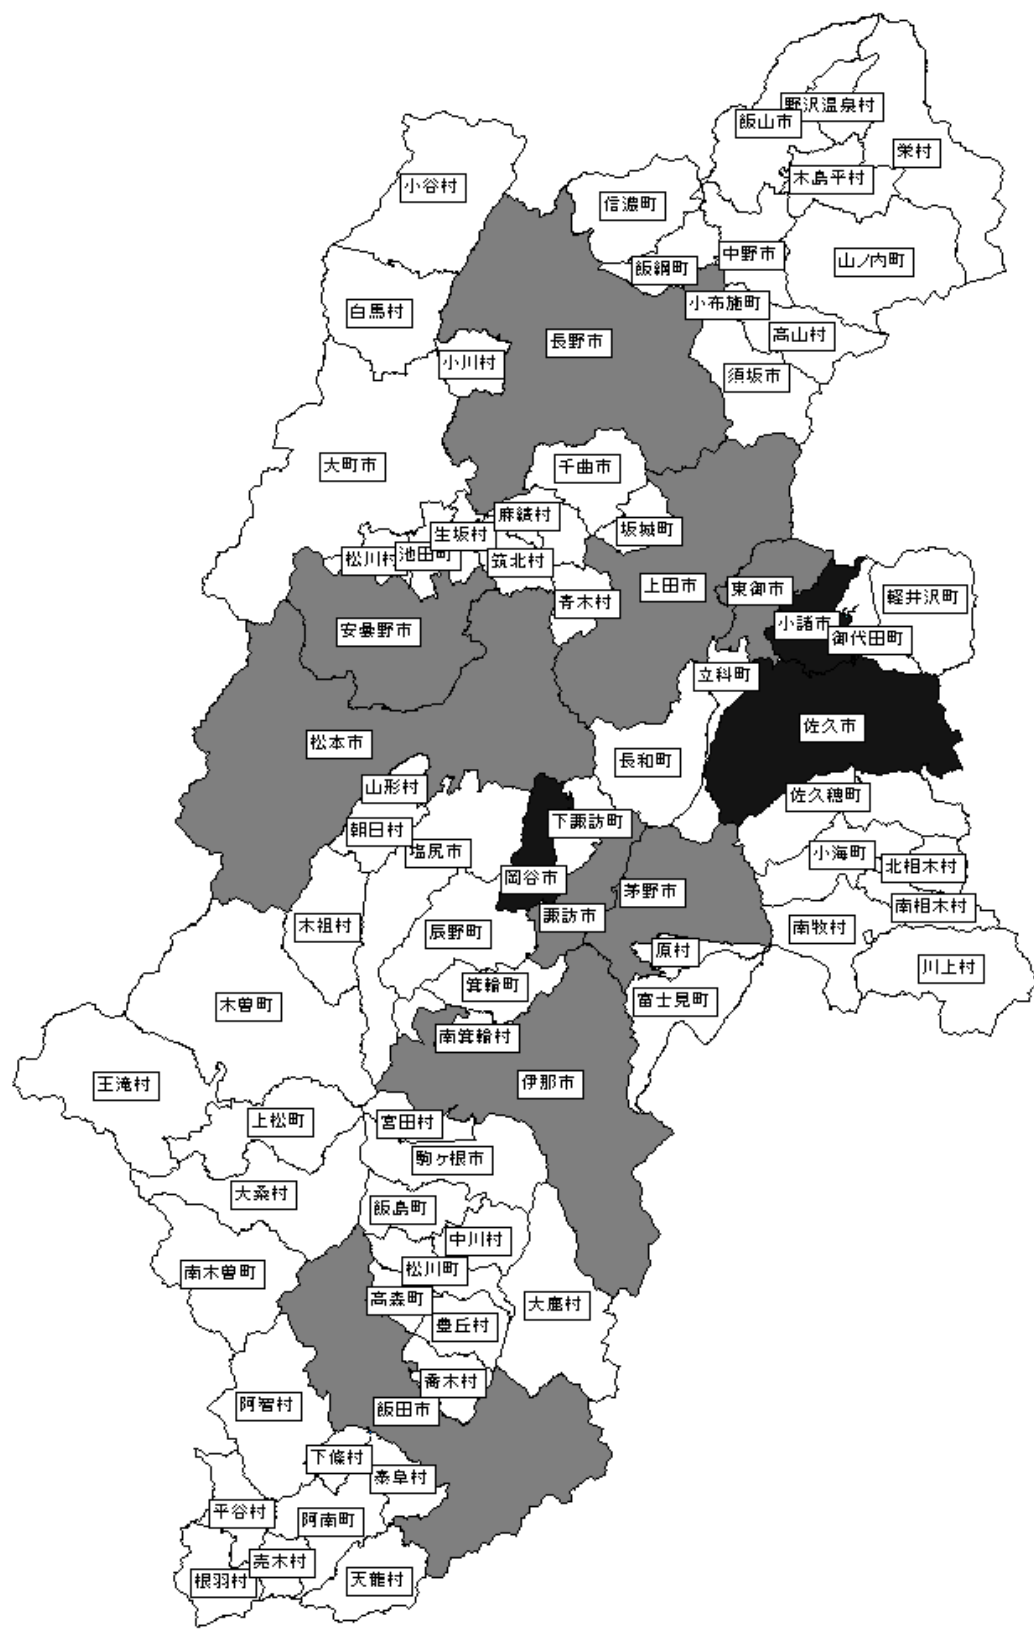 野沢温泉村
飯山市
栄村
木島平村
小谷村
信濃町
中野市
山ノ内町
飯綱町
小布施町
白馬村
高山村
長野市
小川村
須坂市
大町市
千曲市
麻績村
坂城町
生坂村
池田町
松川村
筑北村
上田市
東御市
軽井沢町
青木村
安曇野市
小諸市
御代田町
立科町
佐久市
松本市
長和町
山形村
佐久穂町
下諏訪町
朝日村
塩尻市
小海町
北相木村
岡谷市
茅野市
南相木村
諏訪市
木祖村
辰野町
南牧村
原村
川上村
箕輪町
富士見町
木曽町
南箕輪村
伊那市
王滝村
上松町
宮田村
駒ヶ根市
大桑村
飯島町
中川村
南木曽町
松川町
高森町
大鹿村
豊丘村
喬木村
阿智村
飯田市
下條村
泰阜村
平谷村
阿南町
売木村
根羽村
天龍村